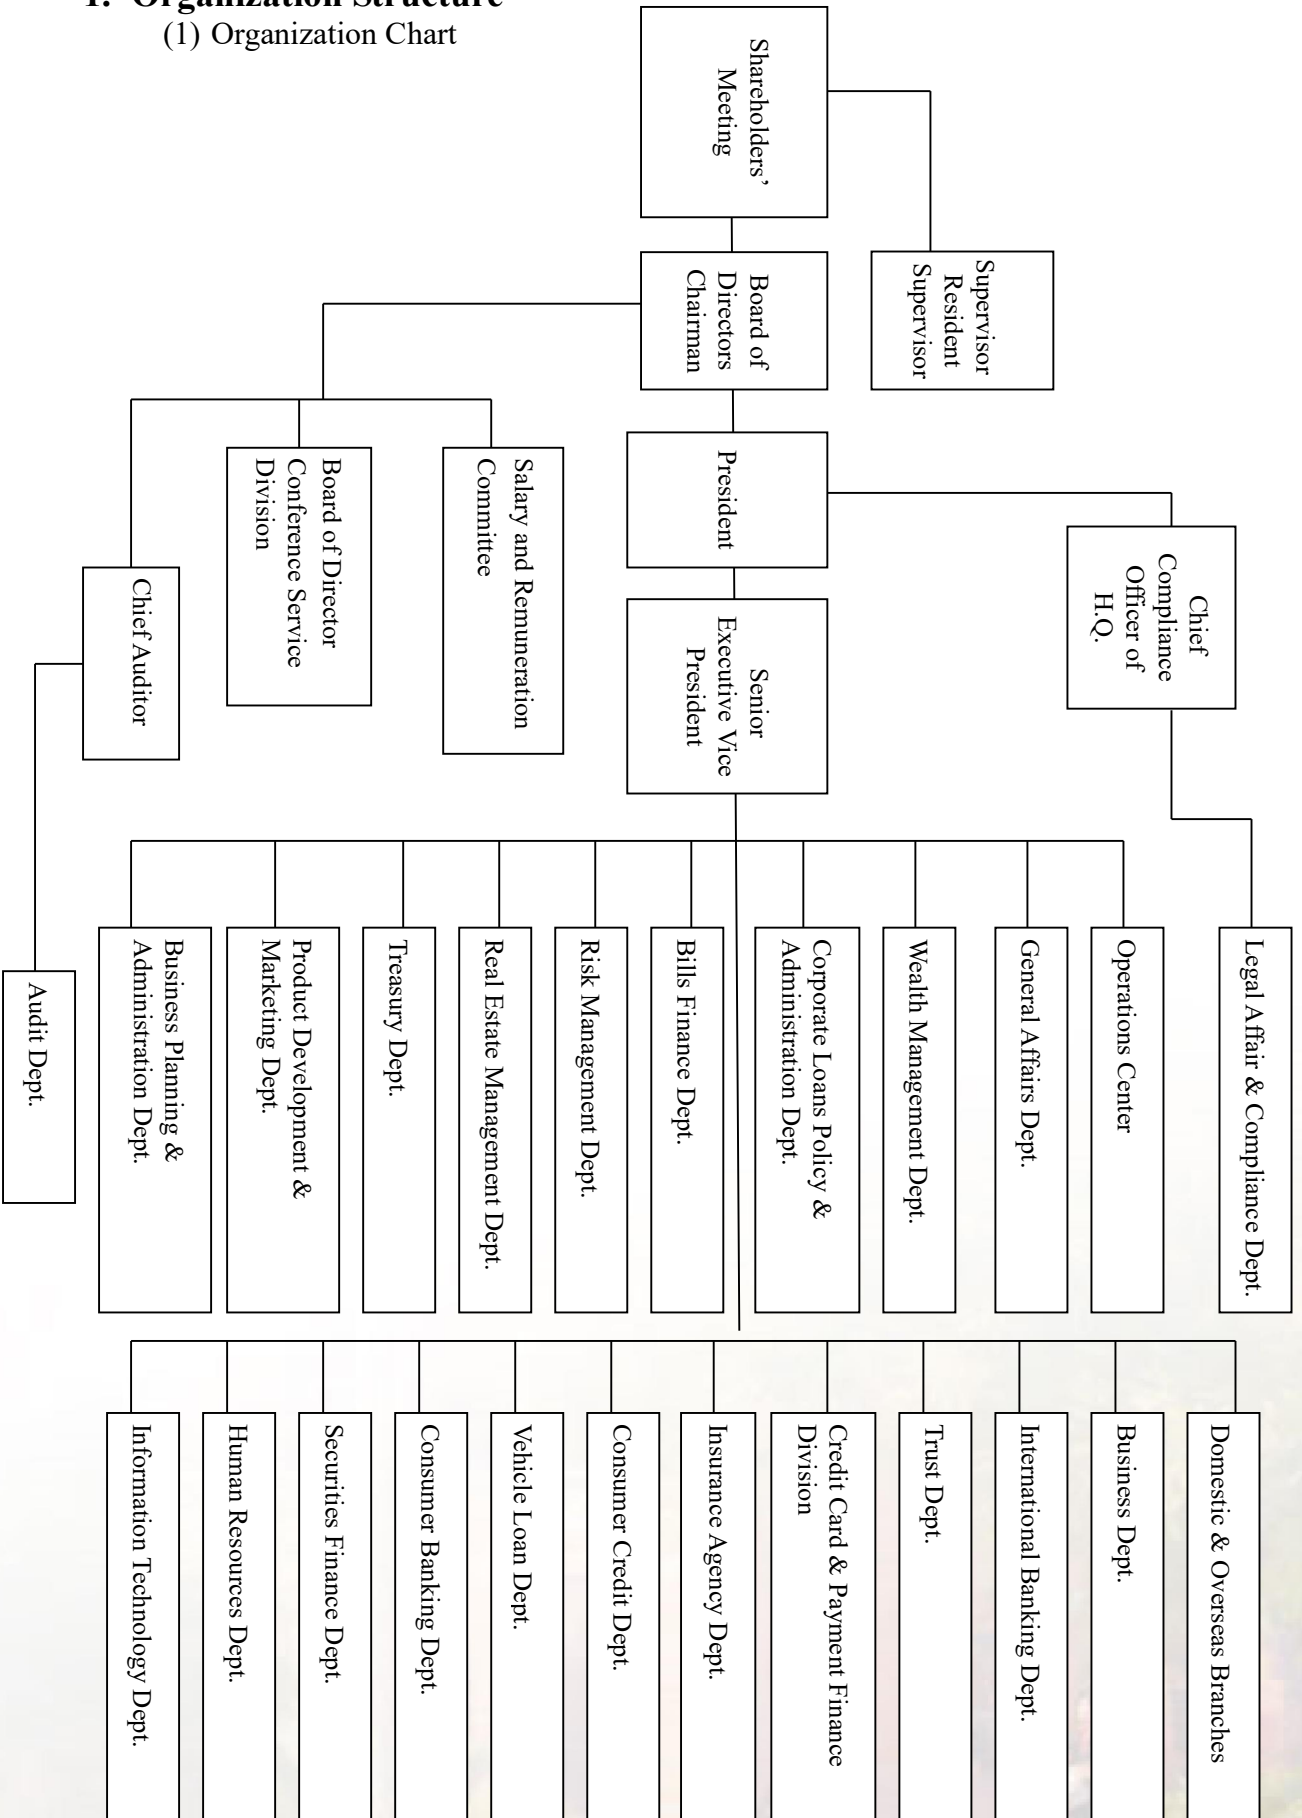 1. Organization Structure
(1) Organization Chart
Shareholders’
Meeting
Supervisor
Resident
Supervisor
Board of
Directors
Chairman
President
Chief
Compliance
Officer of
H.Q.
Senior
Executive Vice
President
Salary and Remuneration
Committee
Board of Director
Conference Service
Division
Chief Auditor
Legal Affair & Compliance Dept.
Operations Center
General Affairs Dept.
Wealth Management Dept.
Corporate Loans Policy &
Administration Dept.
Bills Finance Dept.
Risk Management Dept.
Real Estate Management Dept.
Treasury Dept.
Product Development &
Marketing Dept.
Business Planning &
Administration Dept.
Audit Dept.
Domestic & Overseas Branches
Business Dept.
International Banking Dept.
Trust Dept.
Credit Card & Payment Finance
Division
Insurance Agency Dept.
Consumer Credit Dept.
Vehicle Loan Dept.
Consumer Banking Dept.
Securities Finance Dept.
Human Resources Dept.
Information Technology Dept.